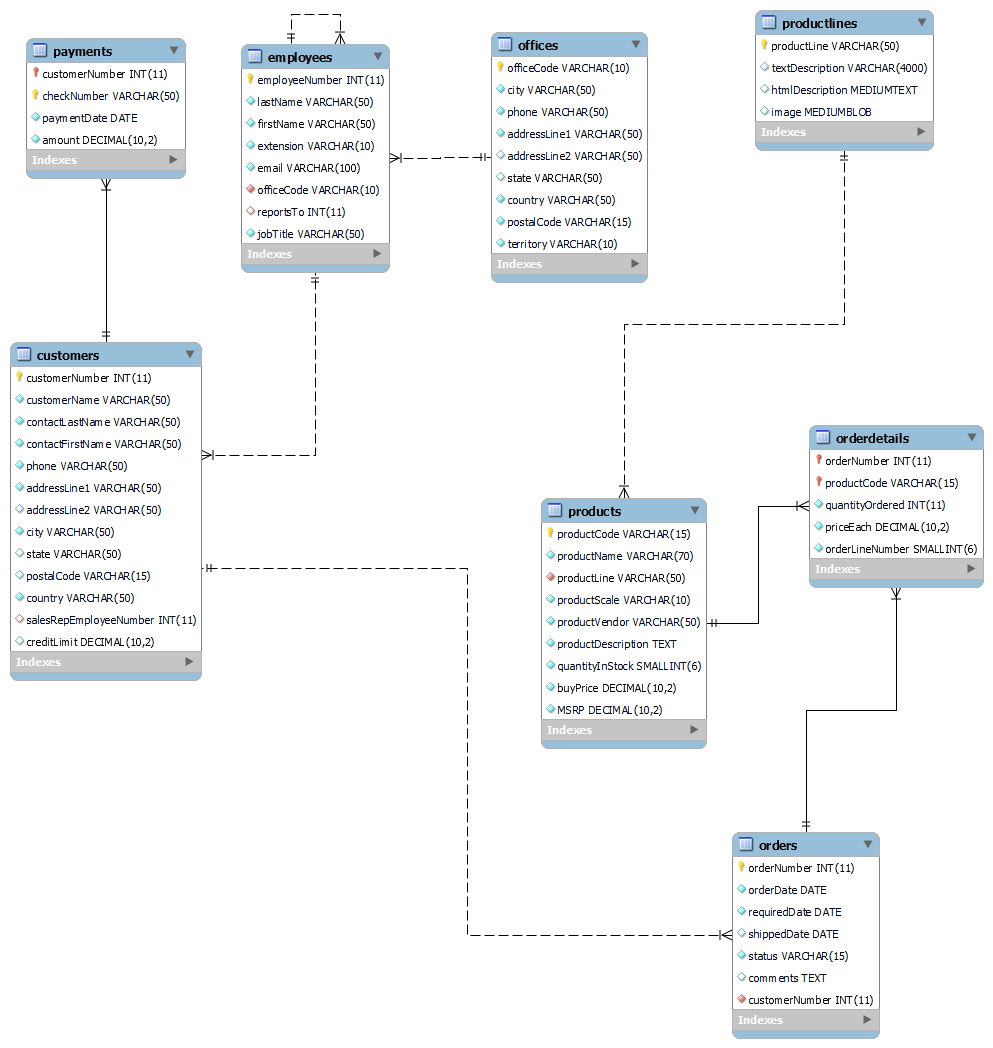 payments
customerNumber INT(11)
checkNumber VARCHAR(50)
paymentDate DATE
amount DECIMAL(10,2)
Indexes
employees
employeeNumber INT(11)
lastName VARCHAR(50)
firstName VARCHAR(50)
extension VARCHAR(10)
email VARCHAR(100)
officeCode VARCHAR(10)
reportsTo INT(11)
jobTitle VARCHAR(50)
Indexes
offices
officeCode VARCHAR(10)
city VARCHAR(50)
phone VARCHAR(50)
addressLine1 VARCHAR(50)
addressLine2 VARCHAR(50)
state VARCHAR(50)
country VARCHAR(50)
postalCode VARCHAR(15)
territory VARCHAR(10)
Indexes
productlines
productLine VARCHAR(50)
textDescription VARCHAR(4000)
htmlDescription MEDIUMTEXT
image MEDIUMBLOB
Indexes
customers
customerNumber INT(11)
customerName VARCHAR(50)
contactLastName VARCHAR(50)
contactFirstName VARCHAR(50)
phone VARCHAR(50)
addressLine1 VARCHAR(50)
addressLine2 VARCHAR(50)
city VARCHAR(50)
state VARCHAR(50)
postalCode VARCHAR(15)
country VARCHAR(50)
salesRepEmployeeNumber INT(11)
creditLimit DECIMAL(10,2)
Indexes
products
productCode VARCHAR(15)
productName VARCHAR(70)
productLine VARCHAR(50)
productScale VARCHAR(10)
productVendor VARCHAR(50)
productDescription TEXT
quantityInStock SMALLINT(6)
buyPrice DECIMAL(10,2)
MSRP DECIMAL(10,2)
Indexes
orderdetails
orderNumber INT(11)
productCode VARCHAR(15)
quantityOrdered INT(11)
priceEach DECIMAL(10,2)
orderLineNumber SMALLINT(6)
Indexes
orders
orderNumber INT(11)
orderDate DATE
requiredDate DATE
shippedDate DATE
status VARCHAR(15)
comments TEXT
customerNumber INT(11)
Indexes